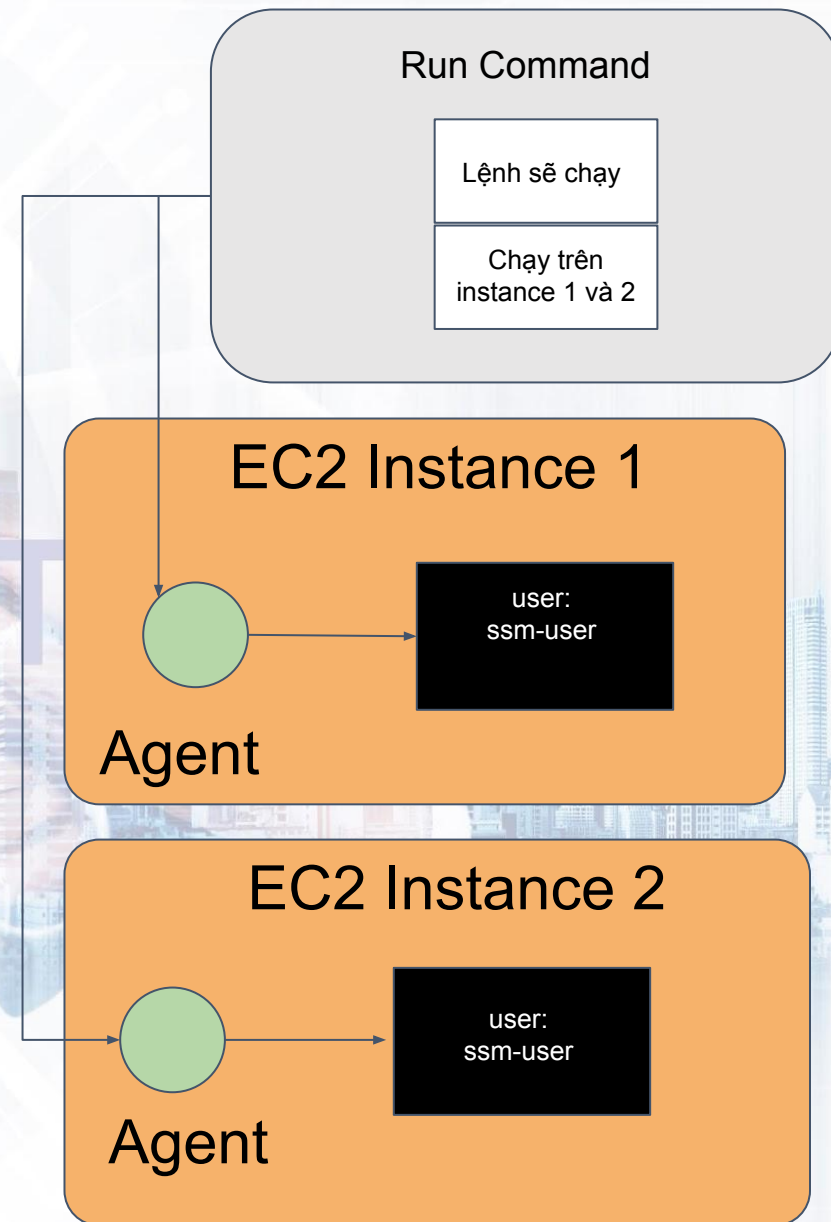 Run Command
Lệnh sẽ chạy
Chạy trên
instance 1 và 2
EC2 Instance 1
user:
ssm-user
Agent
EC2 Instance 2
user:
ssm-user
Agent